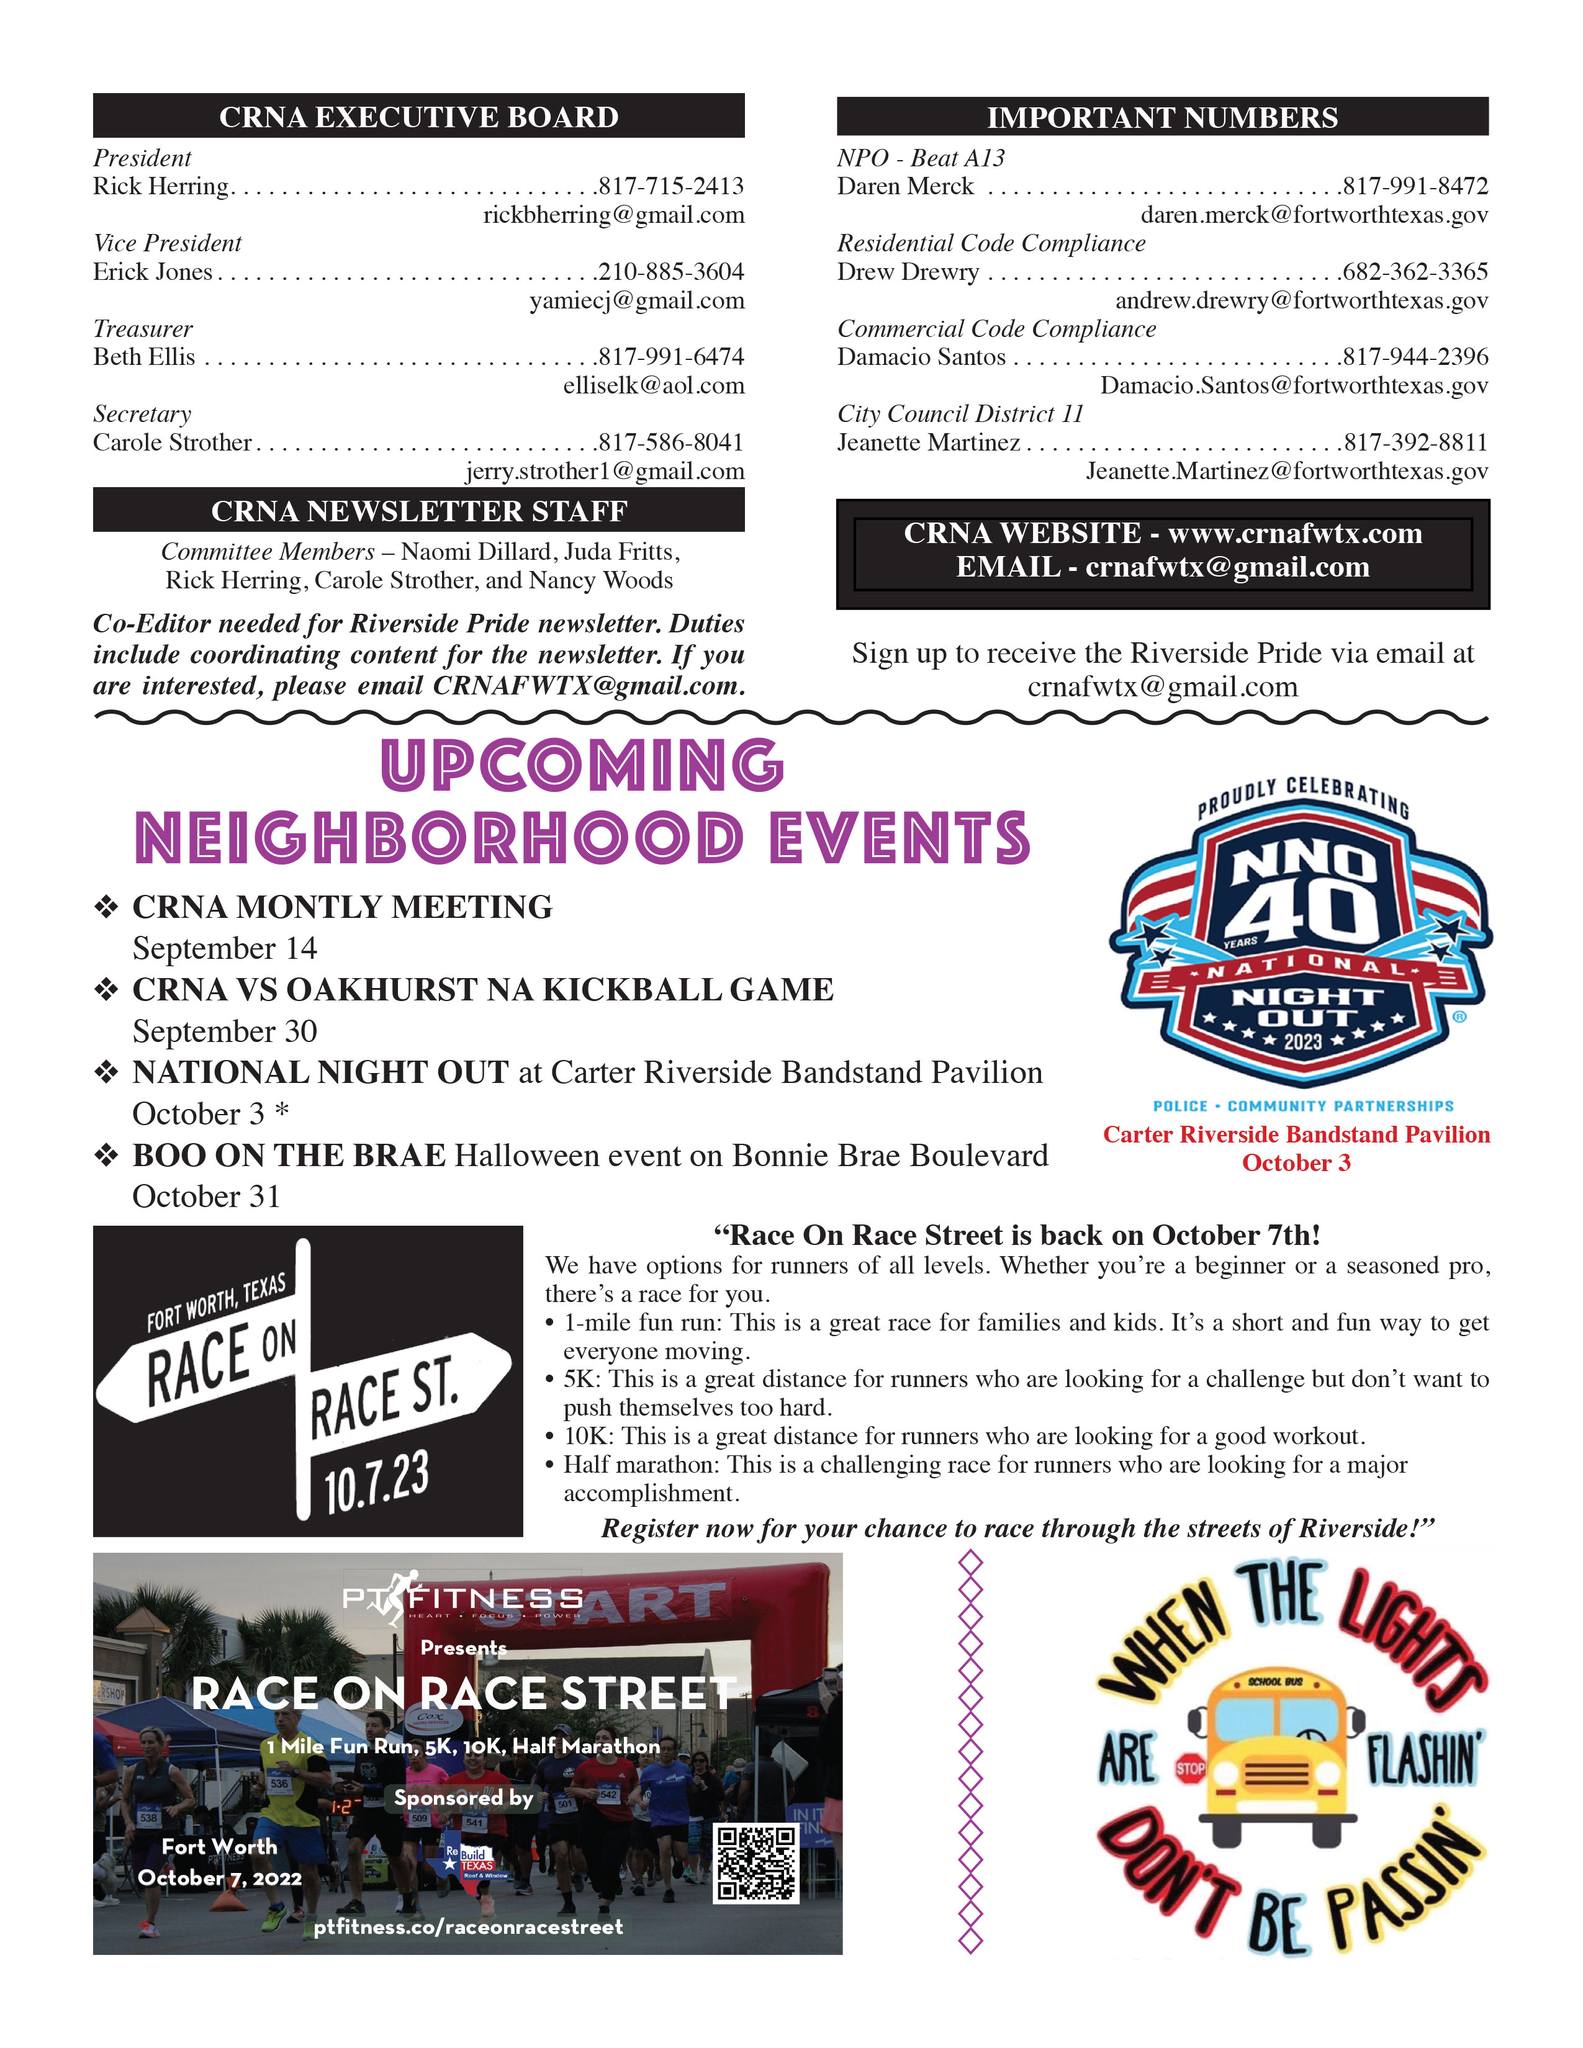 CRNA EXECUTIVE BOARD
President
Rick Herring. . . . . . . . . . . . . . . . . . . . . . . . . . . .817-715-2413
rickbherring@gmail.com
Vice President
Erick Jones . . . . . . . . . . . . . . . . . . . . . . . . . . . . .210-885-3604
yamiecj@gmail.com
Treasurer
Beth Ellis . . . . . . . . . . . . . . . . . . . . . . . . . . . . . .817-991-6474
elliselk@aol.com
Secretary
Carole Strother. . . . . . . . . . . . . . . . . . . . . . . . . . .817-586-8041
jerry.strother1@gmail.com
CRNA NEWSLETTER STAFF
Committee Members – Naomi Dillard, Juda Fritts,
Rick Herring, Carole Strother, and Nancy Woods
Co-Editor needed for Riverside Pride newsletter. Duties
include coordinating content for the newsletter. If you
are interested, please email CRNAFWTX@gmail.com.
IMPORTANT NUMBERS
NPO - Beat A13
Daren Merck . . . . . . . . . . . . . . . . . . . . . . . . . . .817-991-8472
daren.merck@fortworthtexas.gov
Residential Code Compliance
Drew Drewry . . . . . . . . . . . . . . . . . . . . . . . . . . .682-362-3365
andrew.drewry@fortworthtexas.gov
Commercial Code Compliance
Damacio Santos . . . . . . . . . . . . . . . . . . . . . . . . .817-944-2396
Damacio.Santos@fortworthtexas.gov
City Council District 11
Jeanette Martinez . . . . . . . . . . . . . . . . . . . . . . . .817-392-8811
Jeanette.Martinez@fortworthtexas.gov
CRNA WEBSITE - www.crnafwtx.com
EMAIL - crnafwtx@gmail.com
Sign up to receive the Riverside Pride via email at
crnafwtx@gmail.com
UPCOMING
NEIGHBORHOOD EVENTS
❖ CRNA MONTLY MEETING
September 14
❖ CRNA VS OAKHURST NA KICKBALL GAME
September 30
❖ NATIONAL NIGHT OUT at Carter Riverside Bandstand Pavilion
October 3 *
❖ BOO ON THE BRAE Halloween event on Bonnie Brae Boulevard
October 31
PROUDLY CELEBRATING
NNO
40
YEARS
NATIONAL
NIGHT
OUT
®
2023
POLICE • COMMUNITY PARTNERSHIPS
Carter Riverside Bandstand Pavilion
October 3
FORT WORTH, TEXAS
RACE ON
RACE ST.
10.7.23
“Race On Race Street is back on October 7th!
We have options for runners of all levels. Whether you’re a beginner or a seasoned pro,
there’s a race for you.
• 1-mile fun run: This is a great race for families and kids. It’s a short and fun way to get
everyone moving.
• 5K: This is a great distance for runners who are looking for a challenge but don’t want to
push themselves too hard.
• 10K: This is a great distance for runners who are looking for a good workout.
• Half marathon: This is a challenging race for runners who are looking for a major
accomplishment.
Register now for your chance to race through the streets of Riverside!”
PT FITNESS
HEART • FOCUS • POWER
START
Presents
RACE ON RACE STREET
COX
1 Mile Fun Run, 5K, 10K, Half Marathon
Sponsored by
536
538
509
541
501
542
1:27
Re Build
TEXAS
Roof & Window
Fort Worth
October 7, 2022
ptfitness.co/raceonracestreet
WHEN THE LIGHTS
SCHOOL BUS
ARE STOP FLASHIN'
DON'T BE PASSIN'